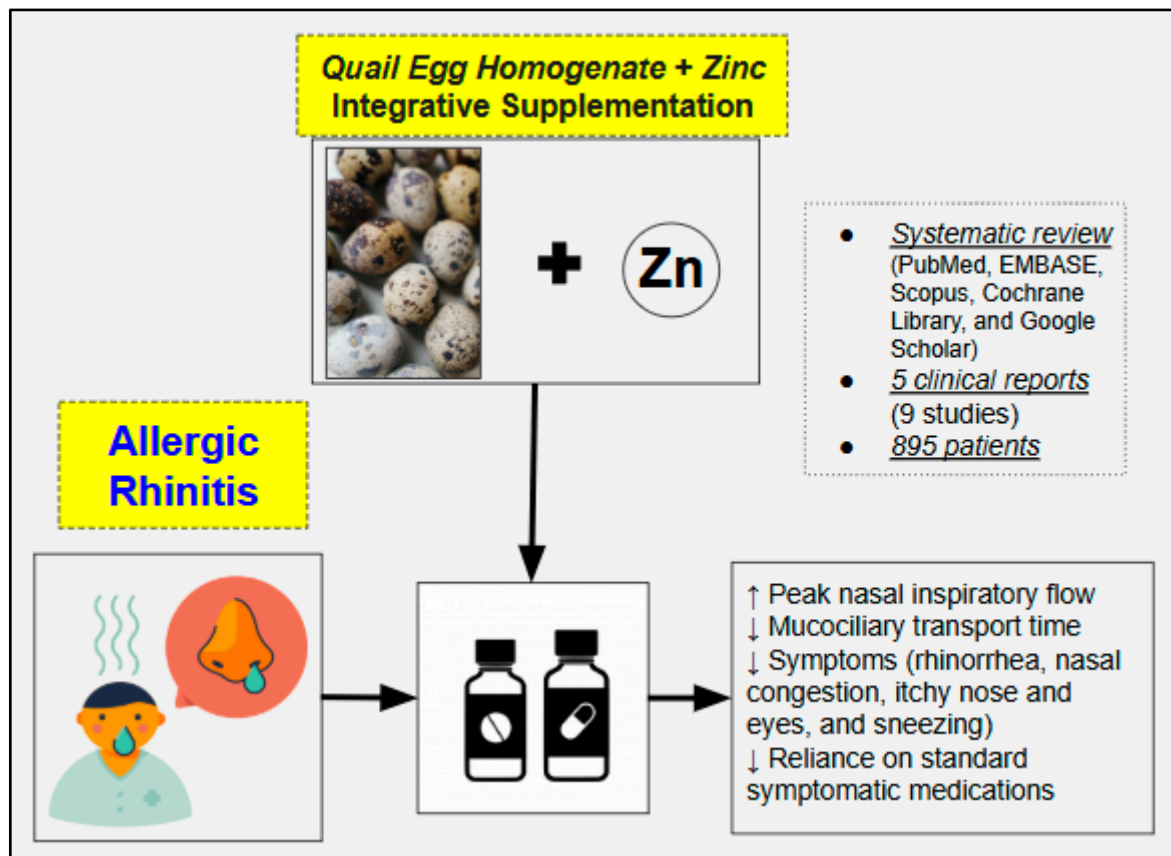 Quail Egg Homogenate + Zinc
Integrative Supplementation
Zn
● Systematic review
(PubMed, EMBASE,
Scopus, Cochrane
Library, and Google
Scholar)
● 5 clinical reports
(9 studies)
● 895 patients
Allergic
Rhinitis
↑ Peak nasal inspiratory flow
↓ Mucociliary transport time
↓ Symptoms (rhinorrhea, nasal
congestion, itchy nose and
eyes, and sneezing)
↓ Reliance on standard
symptomatic medications